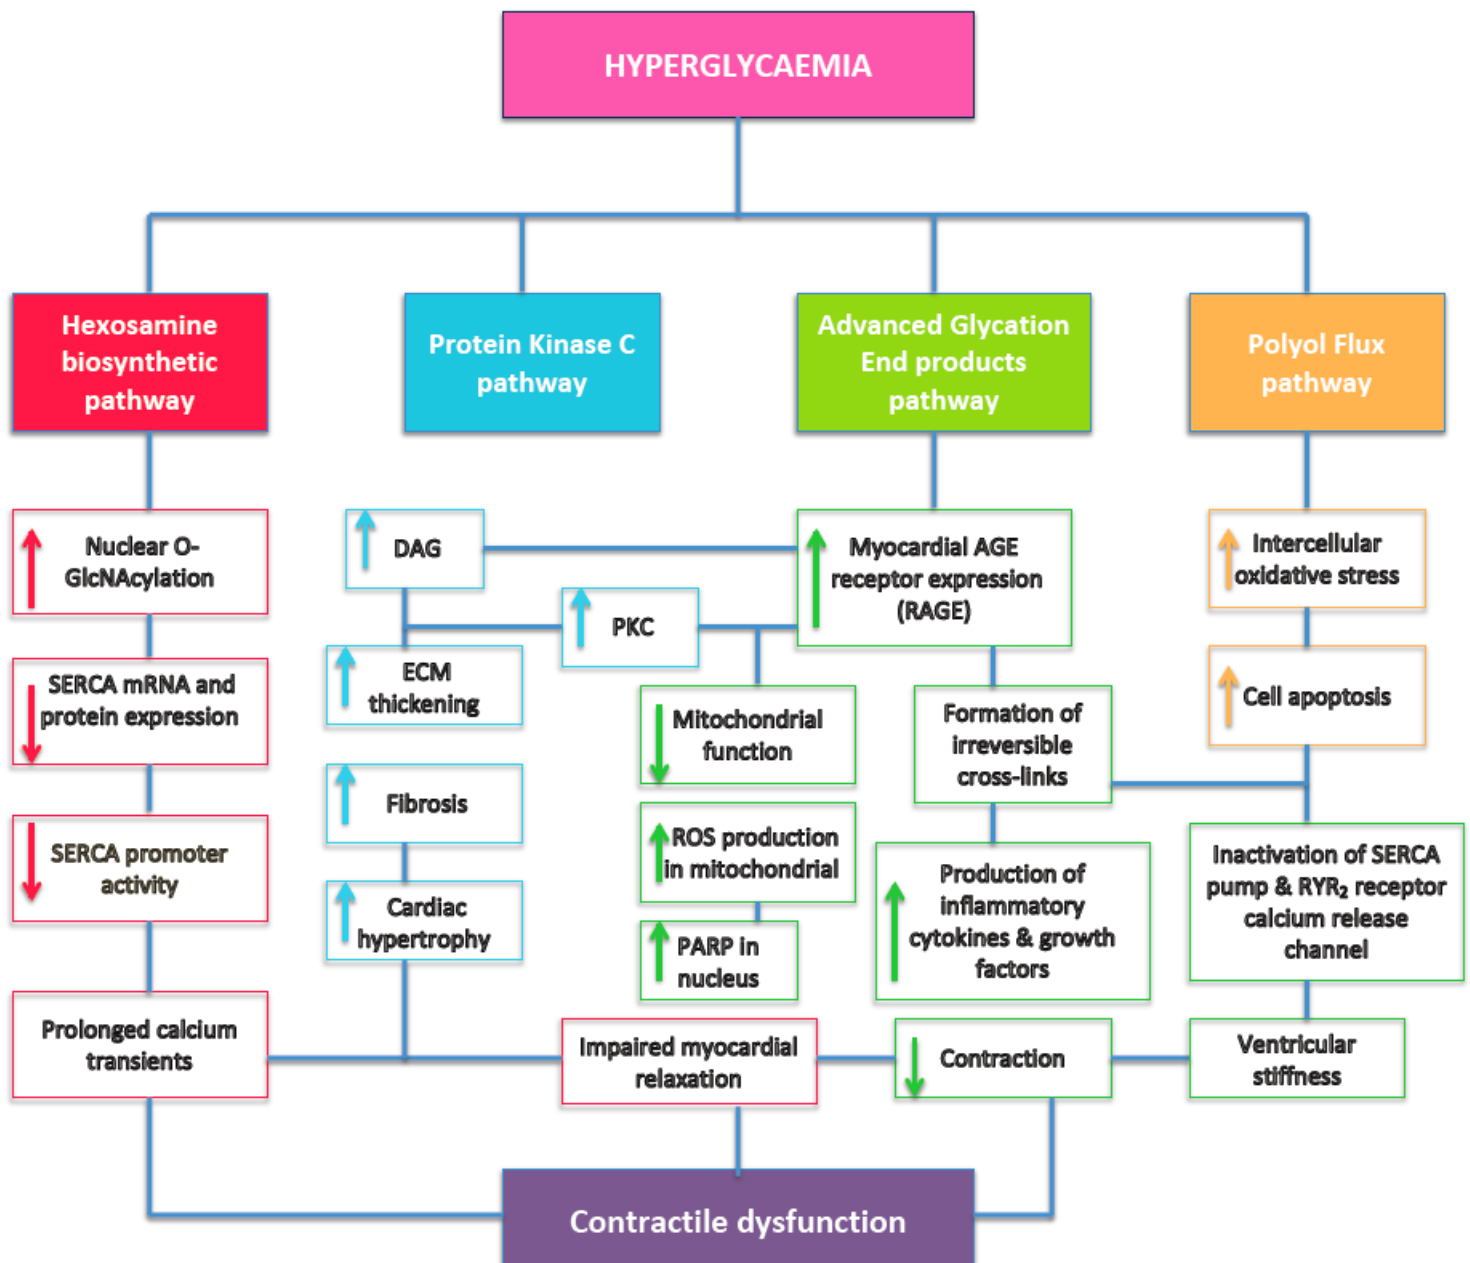 HYPERGLYCAEMIA
Hexosamine
biosynthetic
pathway
Protein Kinase C
pathway
Advanced Glycation
End products
pathway
Polyol Flux
pathway
Nuclear O-
GlcNAcylation
DAG
Myocardial AGE
receptor expression
(RAGE)
Intercellular
oxidative stress
PKC
SERCA mRNA and
protein expression
ECM
thickening
Mitochondrial
function
Formation of
irreversible
cross-links
Cell apoptosis
Fibrosis
SERCA promoter
activity
ROS production
in mitochondrial
Production of
inflammatory
cytokines & growth
factors
Inactivation of SERCA
pump & RYR₂ receptor
calcium release
channel
Cardiac
hypertrophy
PARP in
nucleus
Prolonged calcium
transients
Impaired myocardial
relaxation
Contraction
Ventricular
stiffness
Contractile dysfunction